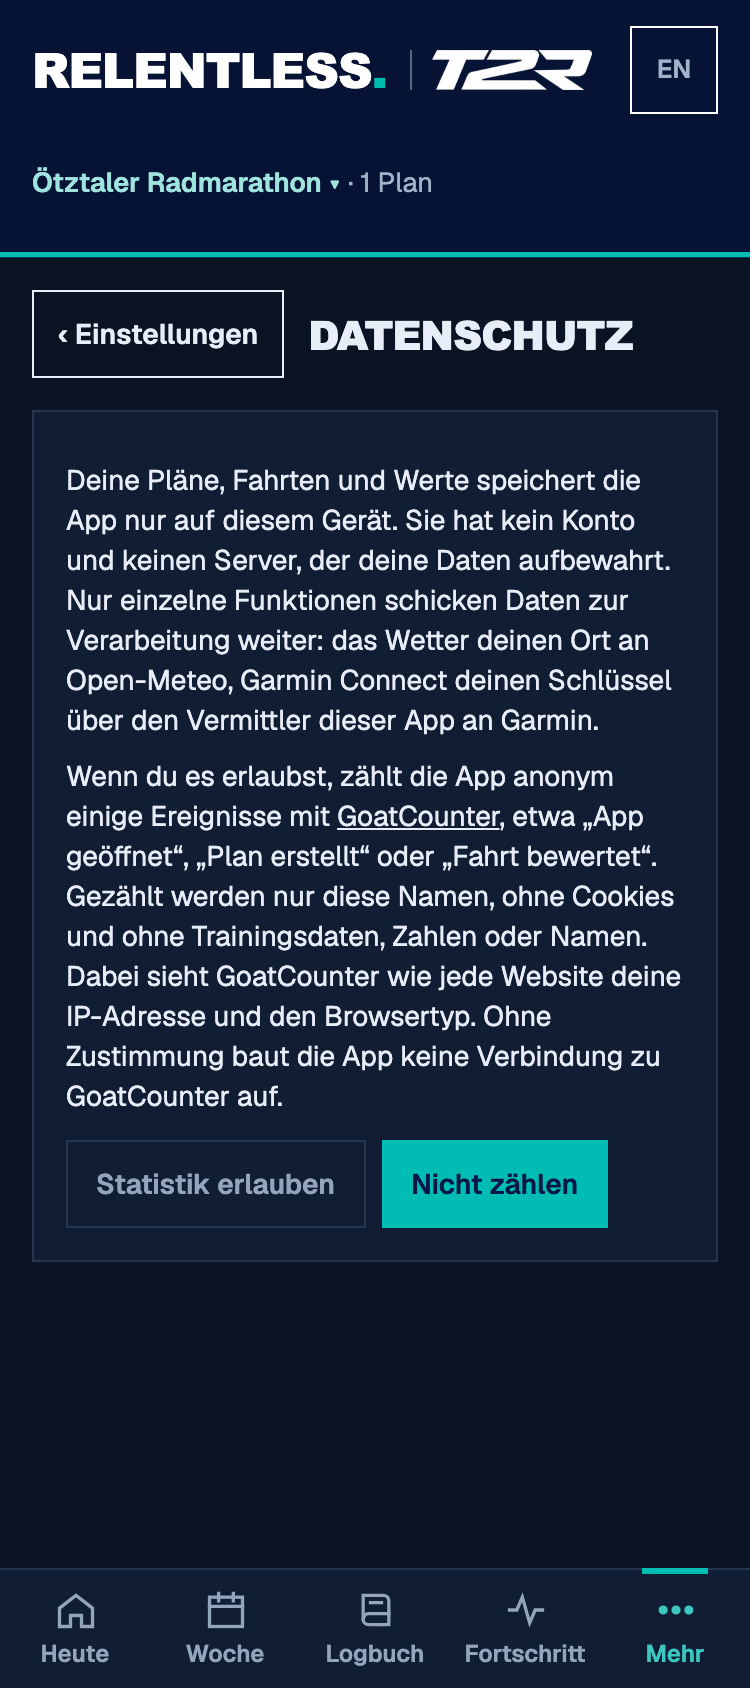 RELENTLESS. T2R EN
Ötztaler Radmarathon ▾ · 1 Plan
‹ Einstellungen DATENSCHUTZ
Deine Pläne, Fahrten und Werte speichert die
App nur auf diesem Gerät. Sie hat kein Konto
und keinen Server, der deine Daten aufbewahrt.
Nur einzelne Funktionen schicken Daten zur
Verarbeitung weiter: das Wetter deinen Ort an
Open-Meteo, Garmin Connect deinen Schlüssel
über den Vermittler dieser App an Garmin.
Wenn du es erlaubst, zählt die App anonym
einige Ereignisse mit GoatCounter, etwa „App
geöffnet“, „Plan erstellt“ oder „Fahrt bewertet“.
Gezählt werden nur diese Namen, ohne Cookies
und ohne Trainingsdaten, Zahlen oder Namen.
Dabei sieht GoatCounter wie jede Website deine
IP-Adresse und den Browsertyp. Ohne
Zustimmung baut die App keine Verbindung zu
GoatCounter auf.
Statistik erlauben Nicht zählen
Heute Woche Logbuch Fortschritt Mehr